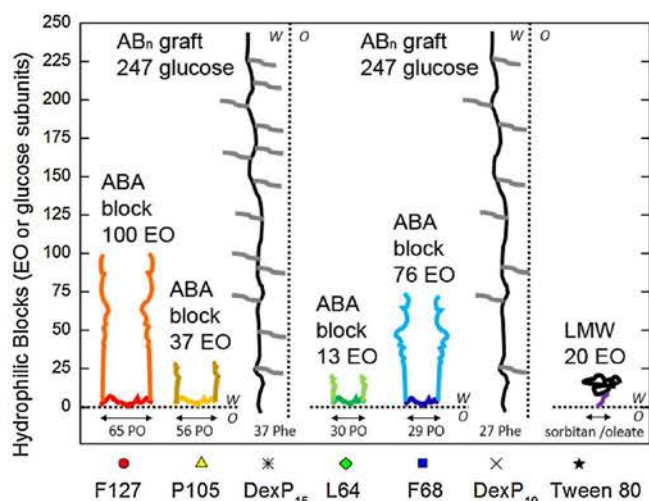 Hydrophilic Blocks (EO or glucose subunits)
250
225
200
175
150
125
100
75
50
25
0
ABn graft
247 glucose
W O
ABn graft
247 glucose
W O
ABA
block
100 EO
ABA
block
37 EO
ABA
block
13 EO
ABA
block
76 EO
LMW
20 EO
W
O
W
O
65 PO 56 PO 37 Phe 30 PO 29 PO 27 Phe sorbitan /oleate
F127 P105 DexP15 L64 F68 DexP10 Tween 80